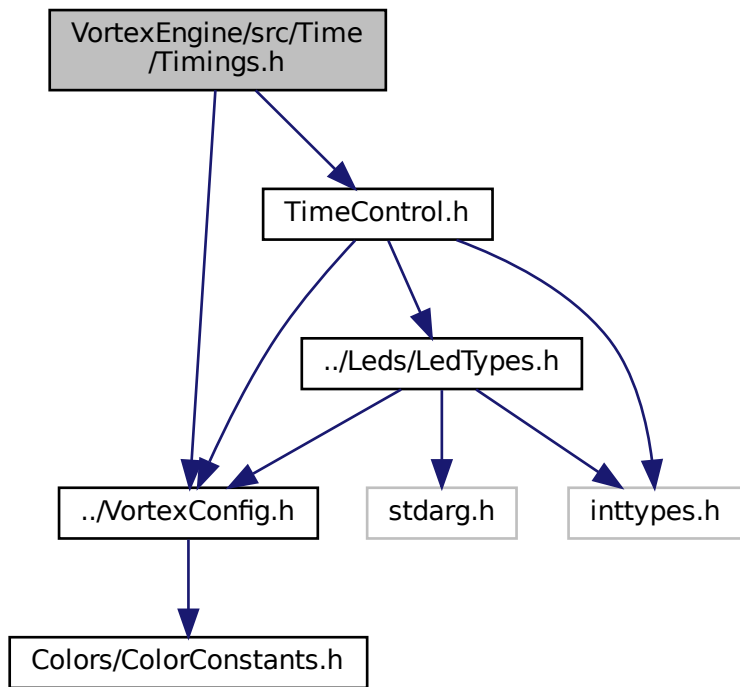 VortexEngine/src/Time
/Timings.h
TimeControl.h
../Leds/LedTypes.h
../VortexConfig.h
stdarg.h
inttypes.h
Colors/ColorConstants.h